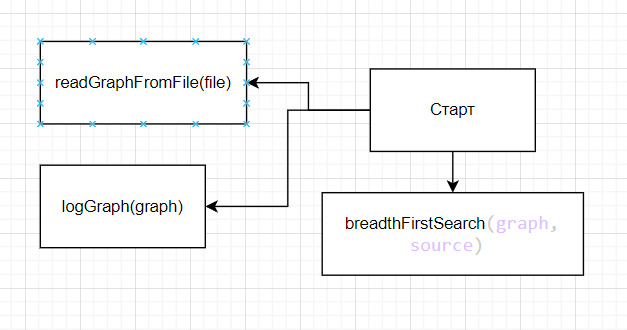 readGraphFromFile(file)
Старт
logGraph(graph)
breadthFirstSearch(graph,
source)